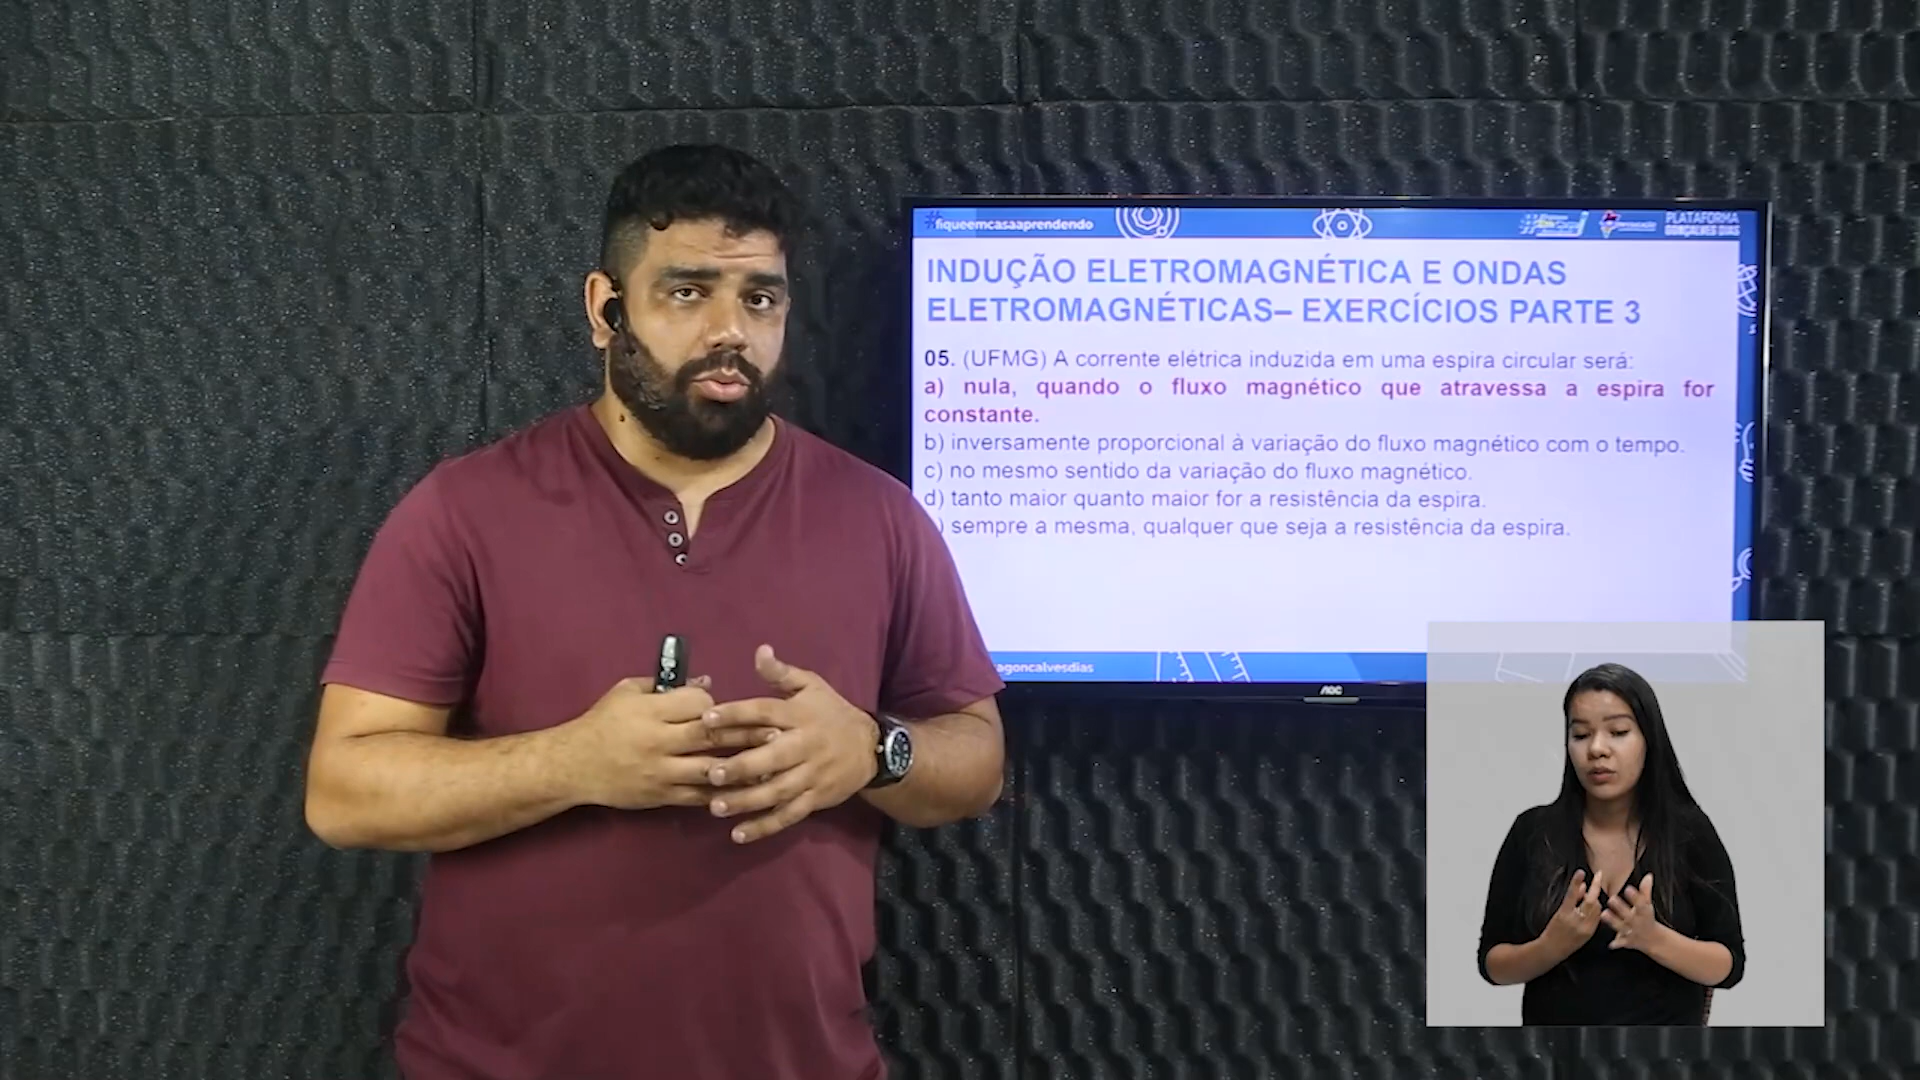 #fiqueemcasaaprendendo
PLATAFORMA
GONÇALVES DIAS
INDUÇÃO ELETROMAGNÉTICA E ONDAS
ELETROMAGNÉTICAS– EXERCÍCIOS PARTE 3
05. (UFMG) A corrente elétrica induzida em uma espira circular será:
a) nula, quando o fluxo magnético que atravessa a espira for
constante.
b) inversamente proporcional à variação do fluxo magnético com o tempo.
c) no mesmo sentido da variação do fluxo magnético.
d) tanto maior quanto maior for a resistência da espira.
) sempre a mesma, qualquer que seja a resistência da espira.
agoncalvesdias
AOC